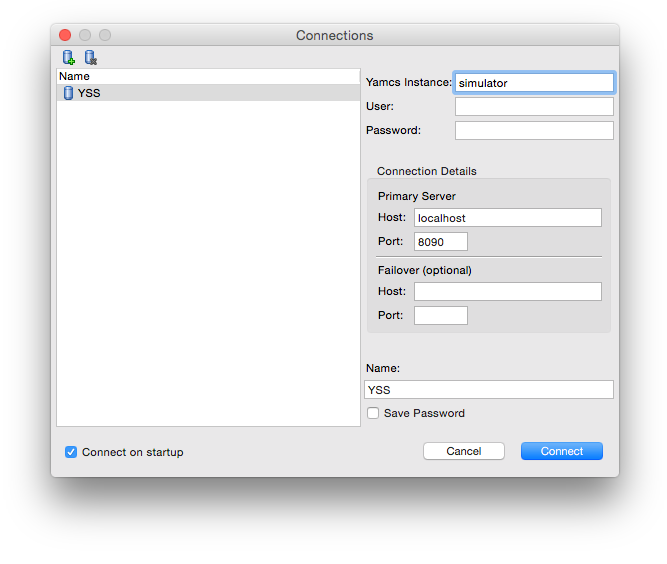 Connections
Name
YSS
Yamcs Instance: simulator
User:
Password:
Connection Details
Primary Server
Host: localhost
Port: 8090
Failover (optional)
Host:
Port:
Name:
YSS
Save Password
Connect on startup
Cancel
Connect